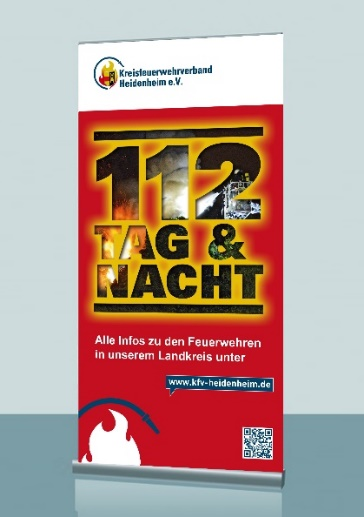 Kreisfeuerwehrverband
Heidenheim e.V.
112
TAG &
NACHT
Alle Infos zu den Feuerwehren
in unserem Landkreis unter
www.kfv-heidenheim.de